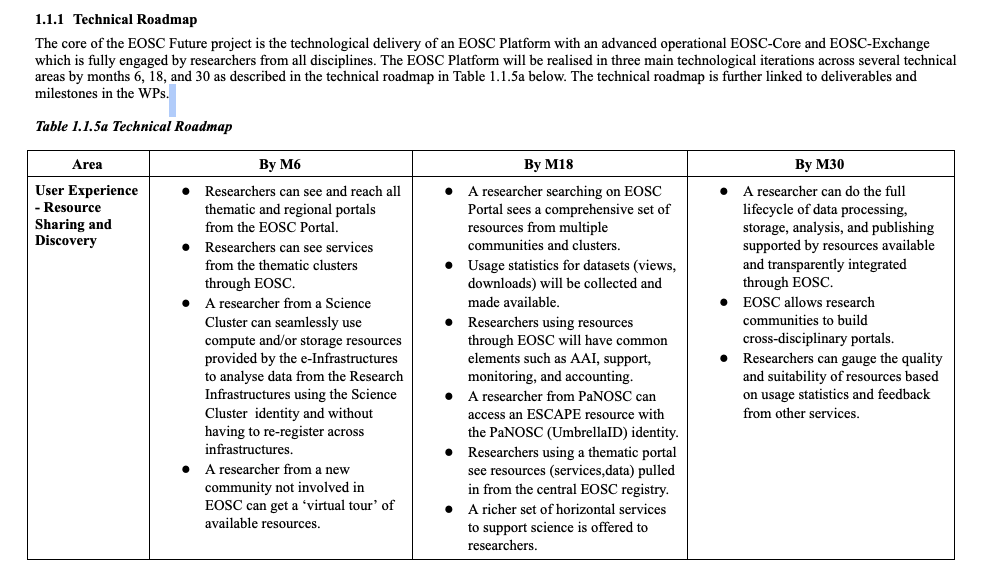 1.1.1 Technical Roadmap
The core of the EOSC Future project is the technological delivery of an EOSC Platform with an advanced operational EOSC-Core and EOSC-Exchange
which is fully engaged by researchers from all disciplines. The EOSC Platform will be realised in three main technological iterations across several technical
areas by months 6, 18, and 30 as described in the technical roadmap in Table 1.1.5a below. The technical roadmap is further linked to deliverables and
milestones in the WPs.
Table 1.1.5a Technical Roadmap
Area
By M6
By M18
By M30
User Experience
- Resource
Sharing and
Discovery
● Researchers can see and reach all
thematic and regional portals
from the EOSC Portal.
● Researchers can see services
from the thematic clusters
through EOSC.
● A researcher from a Science
Cluster can seamlessly use
compute and/or storage resources
provided by the e-Infrastructures
to analyse data from the Research
Infrastructures using the Science
Cluster identity and without
having to re-register across
infrastructures.
● A researcher from a new
community not involved in
EOSC can get a ‘virtual tour’ of
available resources.
● A researcher searching on EOSC
Portal sees a comprehensive set of
resources from multiple
communities and clusters.
● Usage statistics for datasets (views,
downloads) will be collected and
made available.
● Researchers using resources
through EOSC will have common
elements such as AAI, support,
monitoring, and accounting.
● A researcher from PaNOSC can
access an ESCAPE resource with
the PaNOSC (UmbrellaID) identity.
● Researchers using a thematic portal
see resources (services,data) pulled
in from the central EOSC registry.
● A richer set of horizontal services
to support science is offered to
researchers.
● A researcher can do the full
lifecycle of data processing,
storage, analysis, and publishing
supported by resources available
and transparently integrated
through EOSC.
● EOSC allows research
communities to build
cross-disciplinary portals.
● Researchers can gauge the quality
and suitability of resources based
on usage statistics and feedback
from other services.